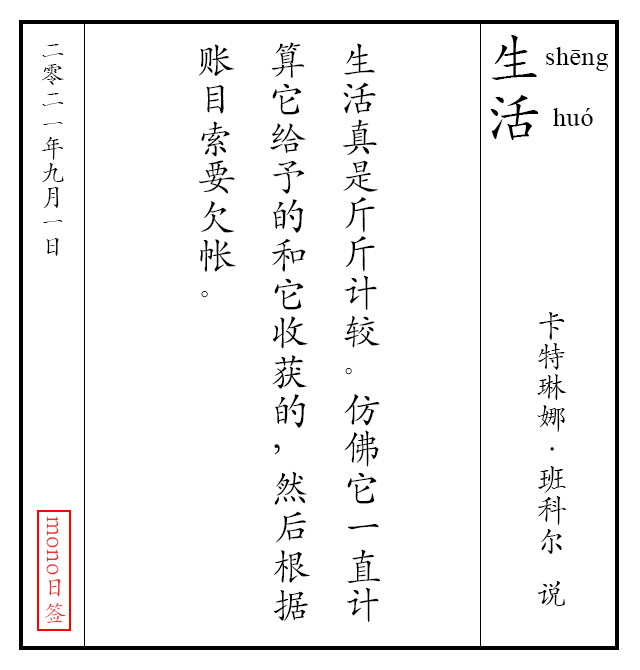 生活
shēng
huó
卡特琳娜·班科尔 说
生活真是斤斤计较。仿佛它一直计
算它给予的和它收获的，然后根据
账目索要欠帐。
二零二一年九月一日
mono日签